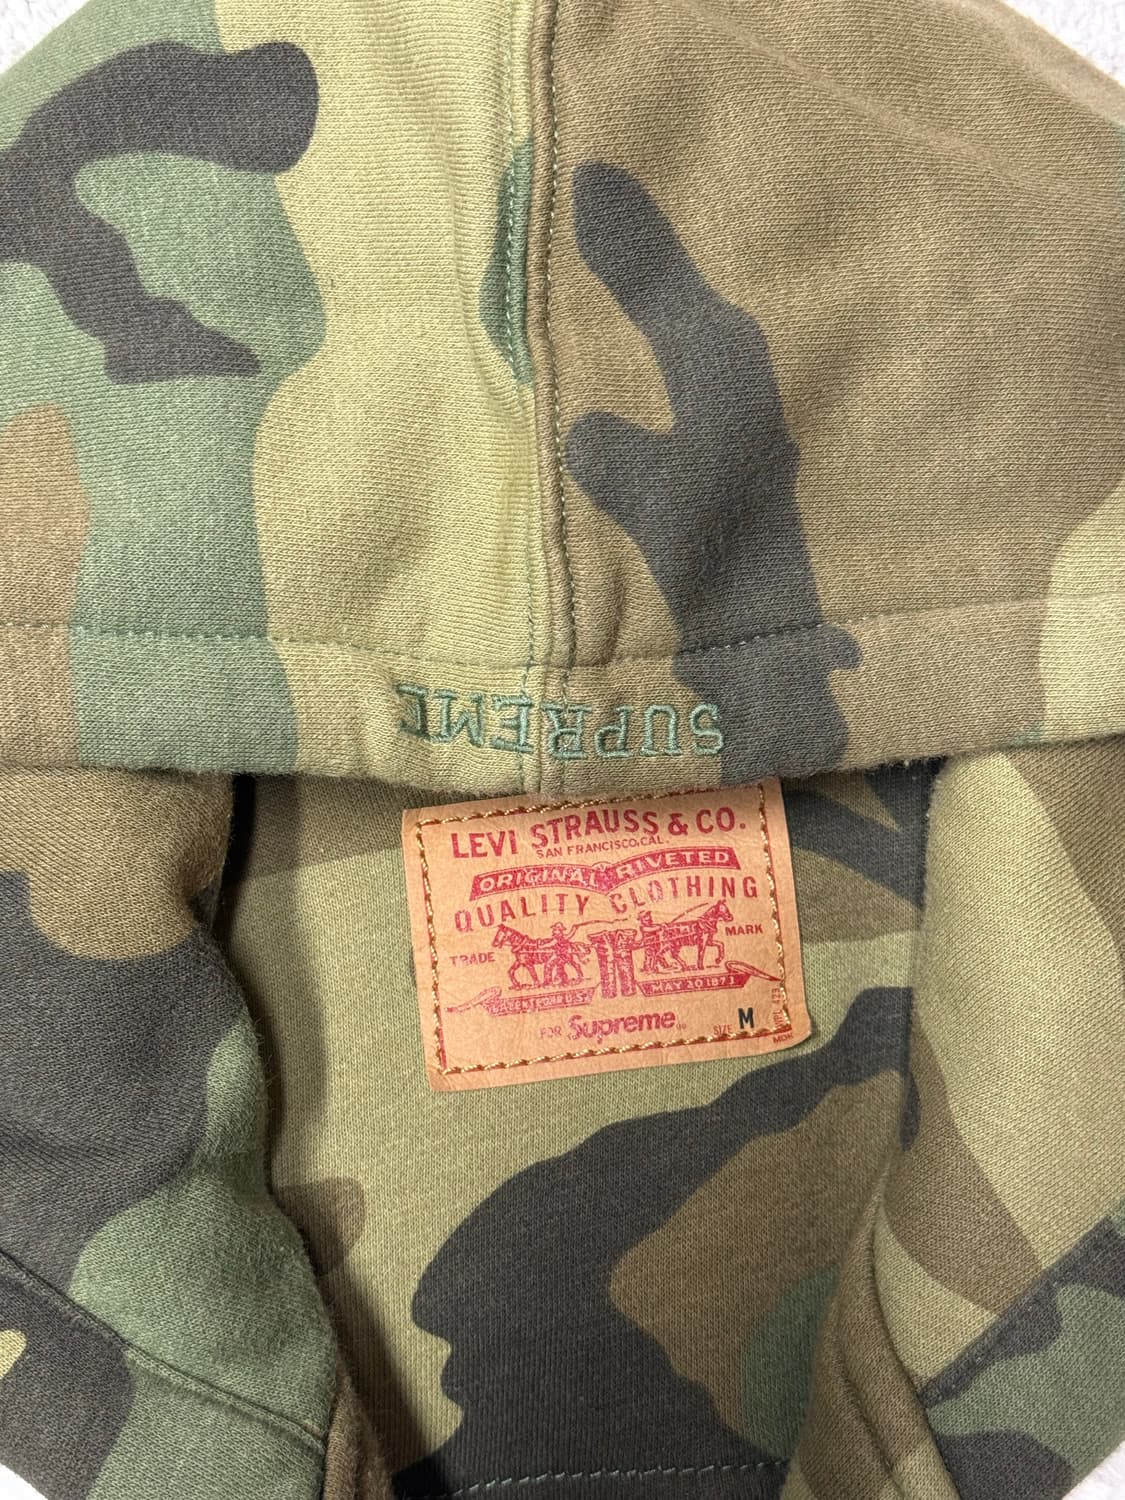 SUPREME
LEVI STRAUSS & CO.
SAN FRANCISCO, CAL.
ORIGINAL RIVETED
QUALITY CLOTHING
TRADE MARK
MAY 20 1873
FOR Supreme SIZE M